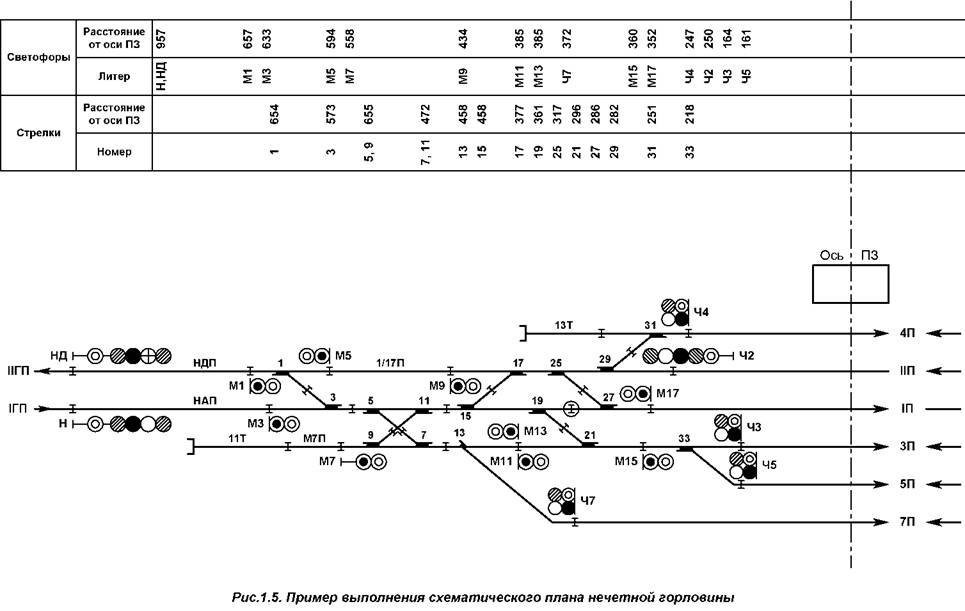 Светофоры
Расстояние
от оси ПЗ
957 657 633 594 558 434 385 385 372 360 352 247 250 164 161
Литер
Н,НД М1 М3 М5 М7 М9 М11 М13 Ч7 М15 М17 Ч4 Ч2 Ч3 Ч5
Стрелки
Расстояние
от оси ПЗ
654 573 655 472 458 458 377 361 317 296 286 282 251 218
Номер
1 3 5, 9 7, 11 13 15 17 19 25 21 27 29 31 33
Ось ПЗ
Ч4
13Т 31 4П
НД М5 Ч2
IIГП НДП 1 1/17П 17 25 29 IIП
М1 М9 М17
IГП НАП 3 5 11 15 19 27 IП
Н М3 М13 Ч3
11Т М7П 9 7 13 21 33 3П
М7 М11 М15 Ч5
5П
Ч7
7П
Рис.1.5. Пример выполнения схематического плана нечетной горловины